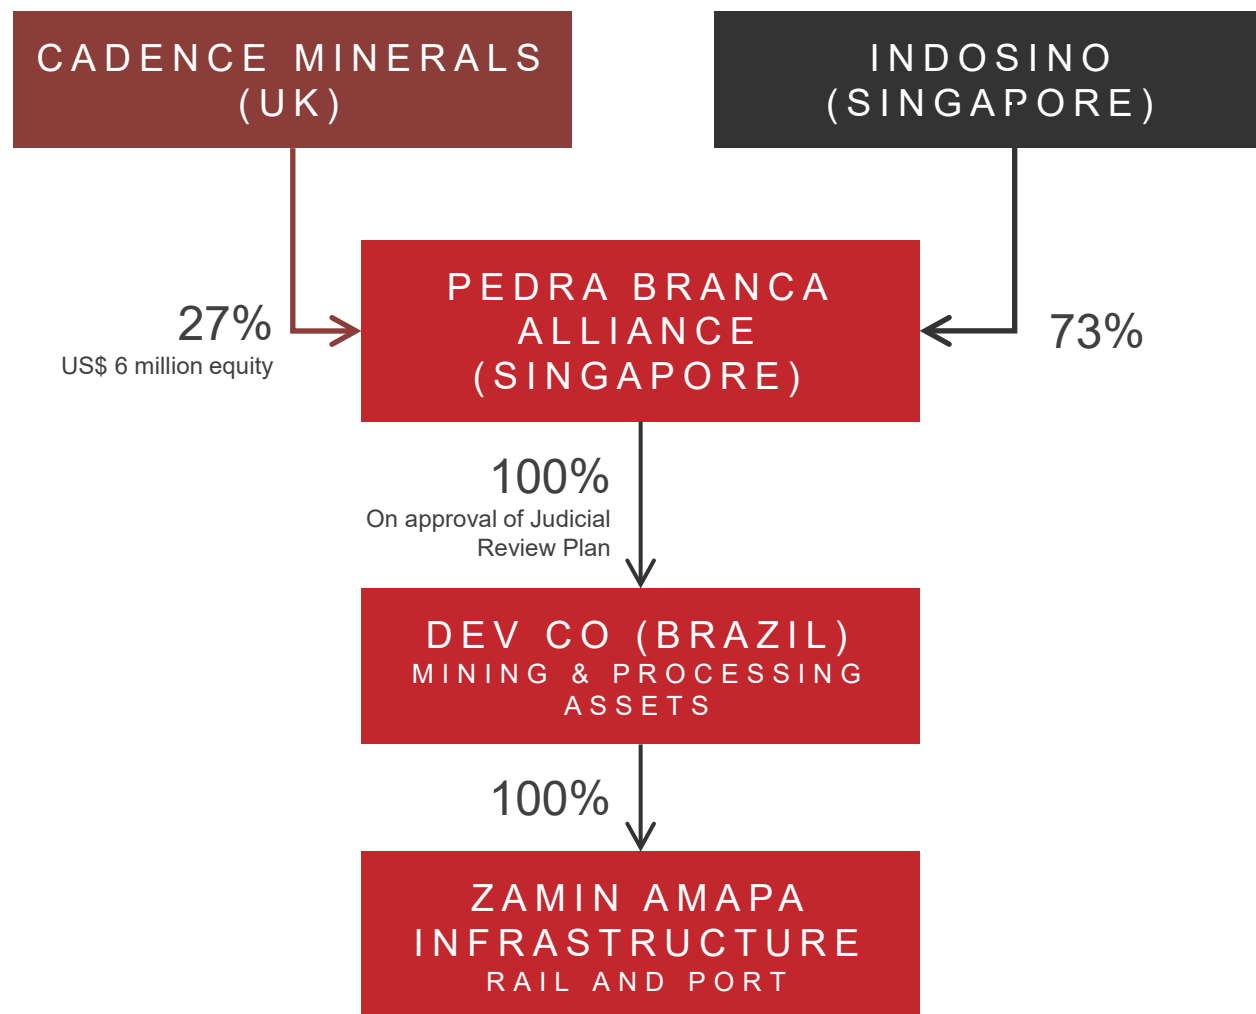 CADENCE MINERALS
(UK)
INDOSINO
(SINGAPORE)
PEDRA BRANCA
ALLIANCE
(SINGAPORE)
27%
US$ 6 million equity
73%
100%
On approval of Judicial
Review Plan
DEV CO (BRAZIL)
MINING & PROCESSING
ASSETS
100%
ZAMIN AMAPA
INFRASTRUCTURE
RAIL AND PORT